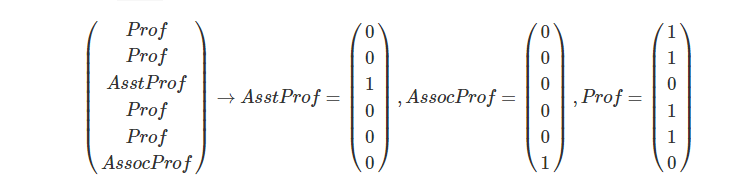 Prof 0 0 1
Prof 0 0 1
AsstProf 1 0 0
→ AsstProf = , AssocProf = , Prof =
Prof 0 0 1
Prof 0 0 1
AssocProf 0 1 0